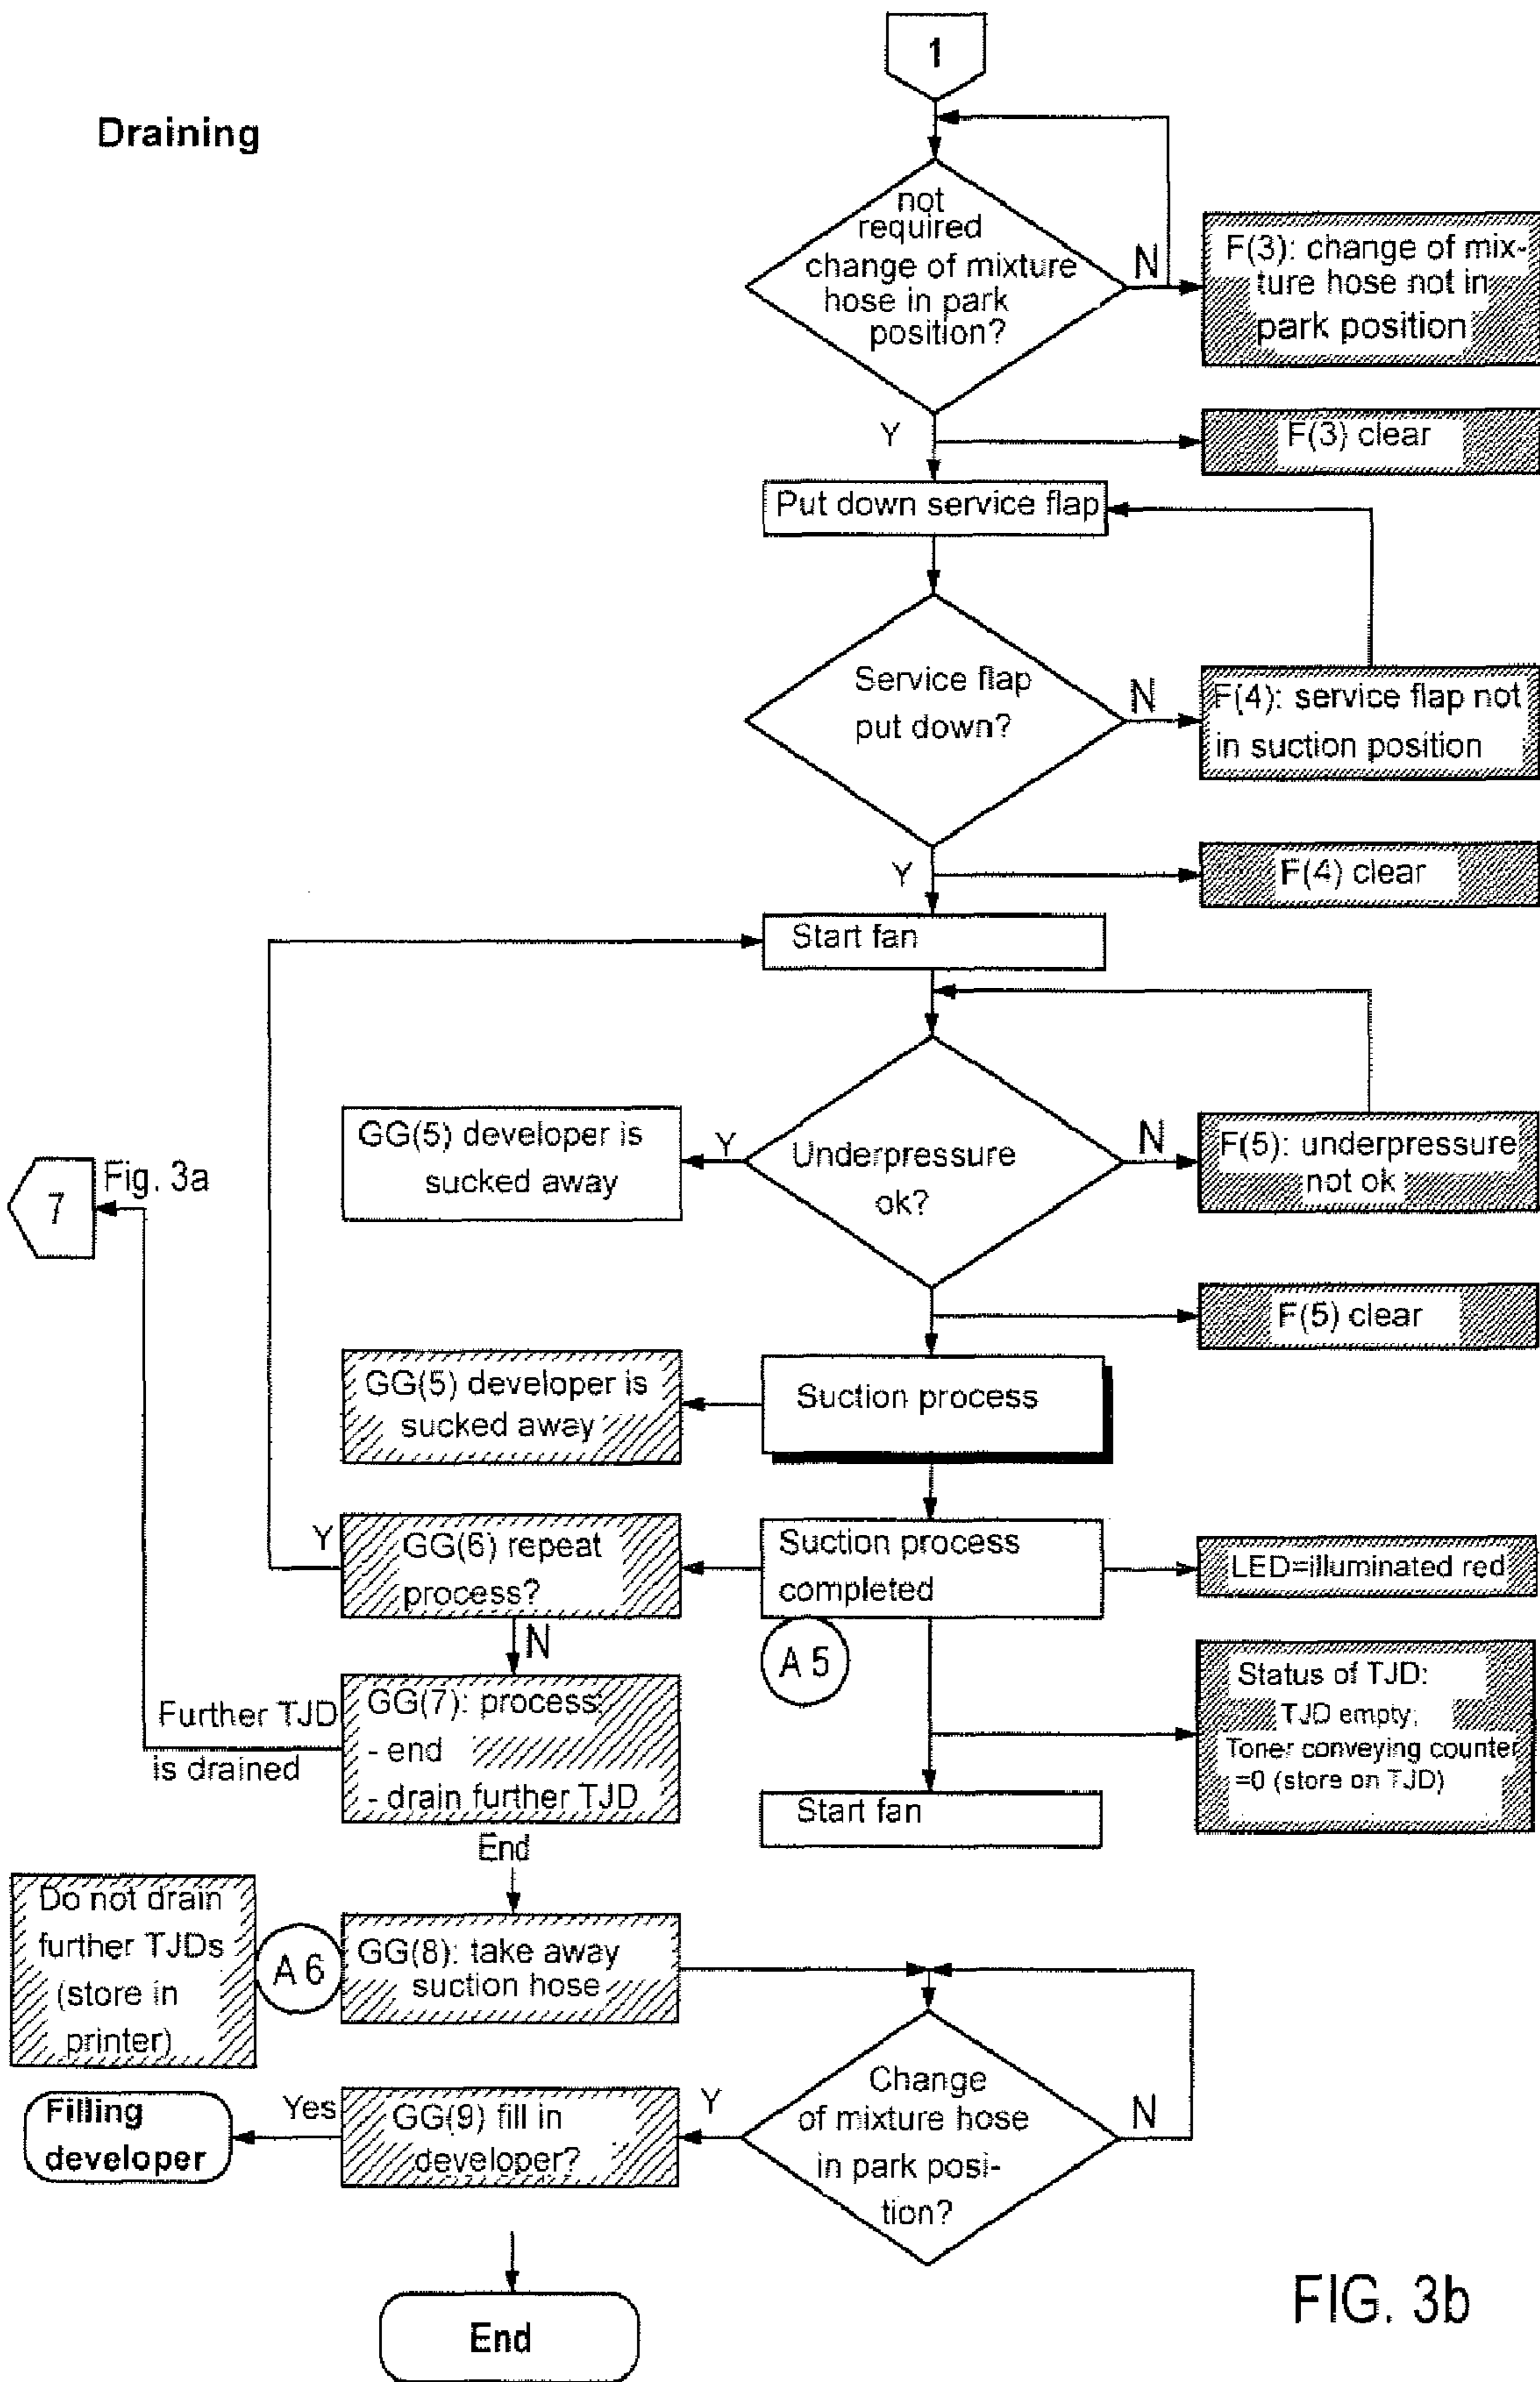 1
Draining
not
required
change of mixture
hose in park
position?
N
F(3): change of mix-
ture hose not in
park position
Y
F(3) clear
Put down service flap
Service flap
put down?
N
F(4): service flap not
in suction position
Y
F(4) clear
Start fan
GG(5) developer is
sucked away
Y
Underpressure
ok?
N
F(5): underpressure
not ok
Fig. 3a
7
F(5) clear
GG(5) developer is
sucked away
Suction process
Y
GG(6) repeat
process?
Suction process
completed
LED=illuminated red
N
A 5
Further TJD
is drained
GG(7): process:
- end
- drain further TJD
Status of TJD:
TJD empty;
Toner conveying counter
=0 (store on TJD)
Start fan
End
Do not drain
further TJDs
(store in
printer)
A 6
GG(8): take away
suction hose
Filling
developer
Yes
GG(9) fill in
developer?
Y
Change
of mixture hose
in park posi-
tion?
N
End
FIG. 3b